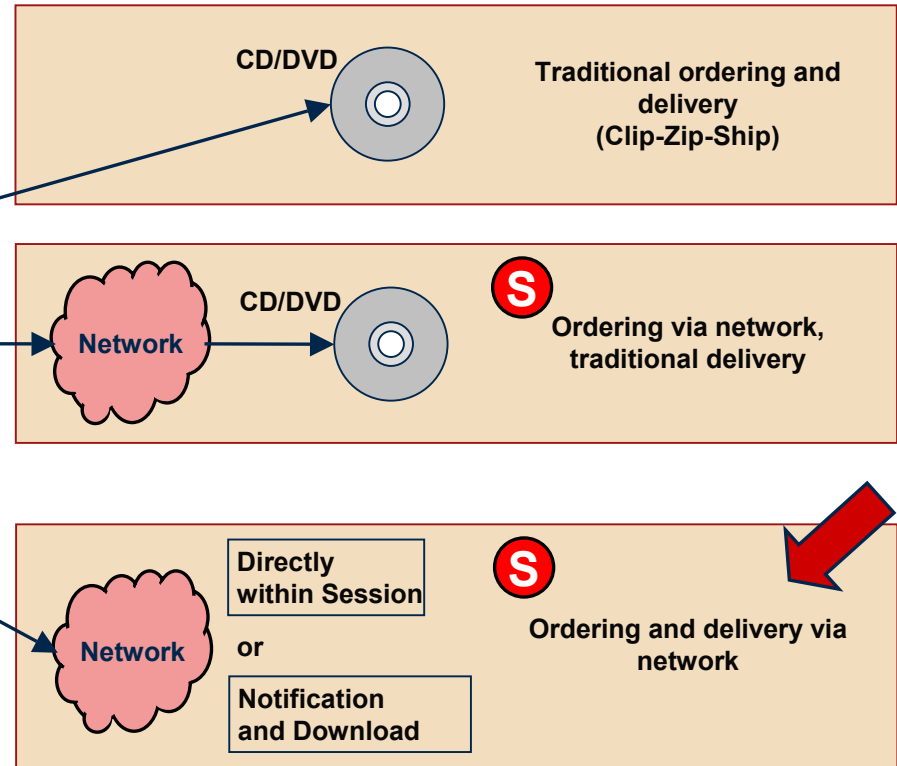 CD/DVD
Traditional ordering and
delivery
(Clip-Zip-Ship)
Network
CD/DVD
S
Ordering via network,
traditional delivery
Network
Directly
within Session
or
Notification
and Download
S
Ordering and delivery via
network